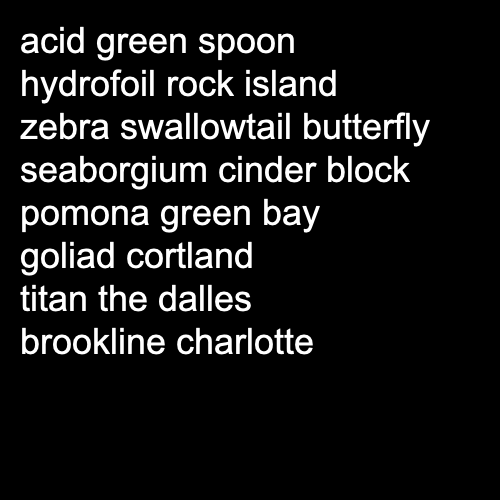 acid green spoon
hydrofoil rock island
zebra swallowtail butterfly
seaborgium cinder block
pomona green bay
goliad cortland
titan the dalles
brookline charlotte